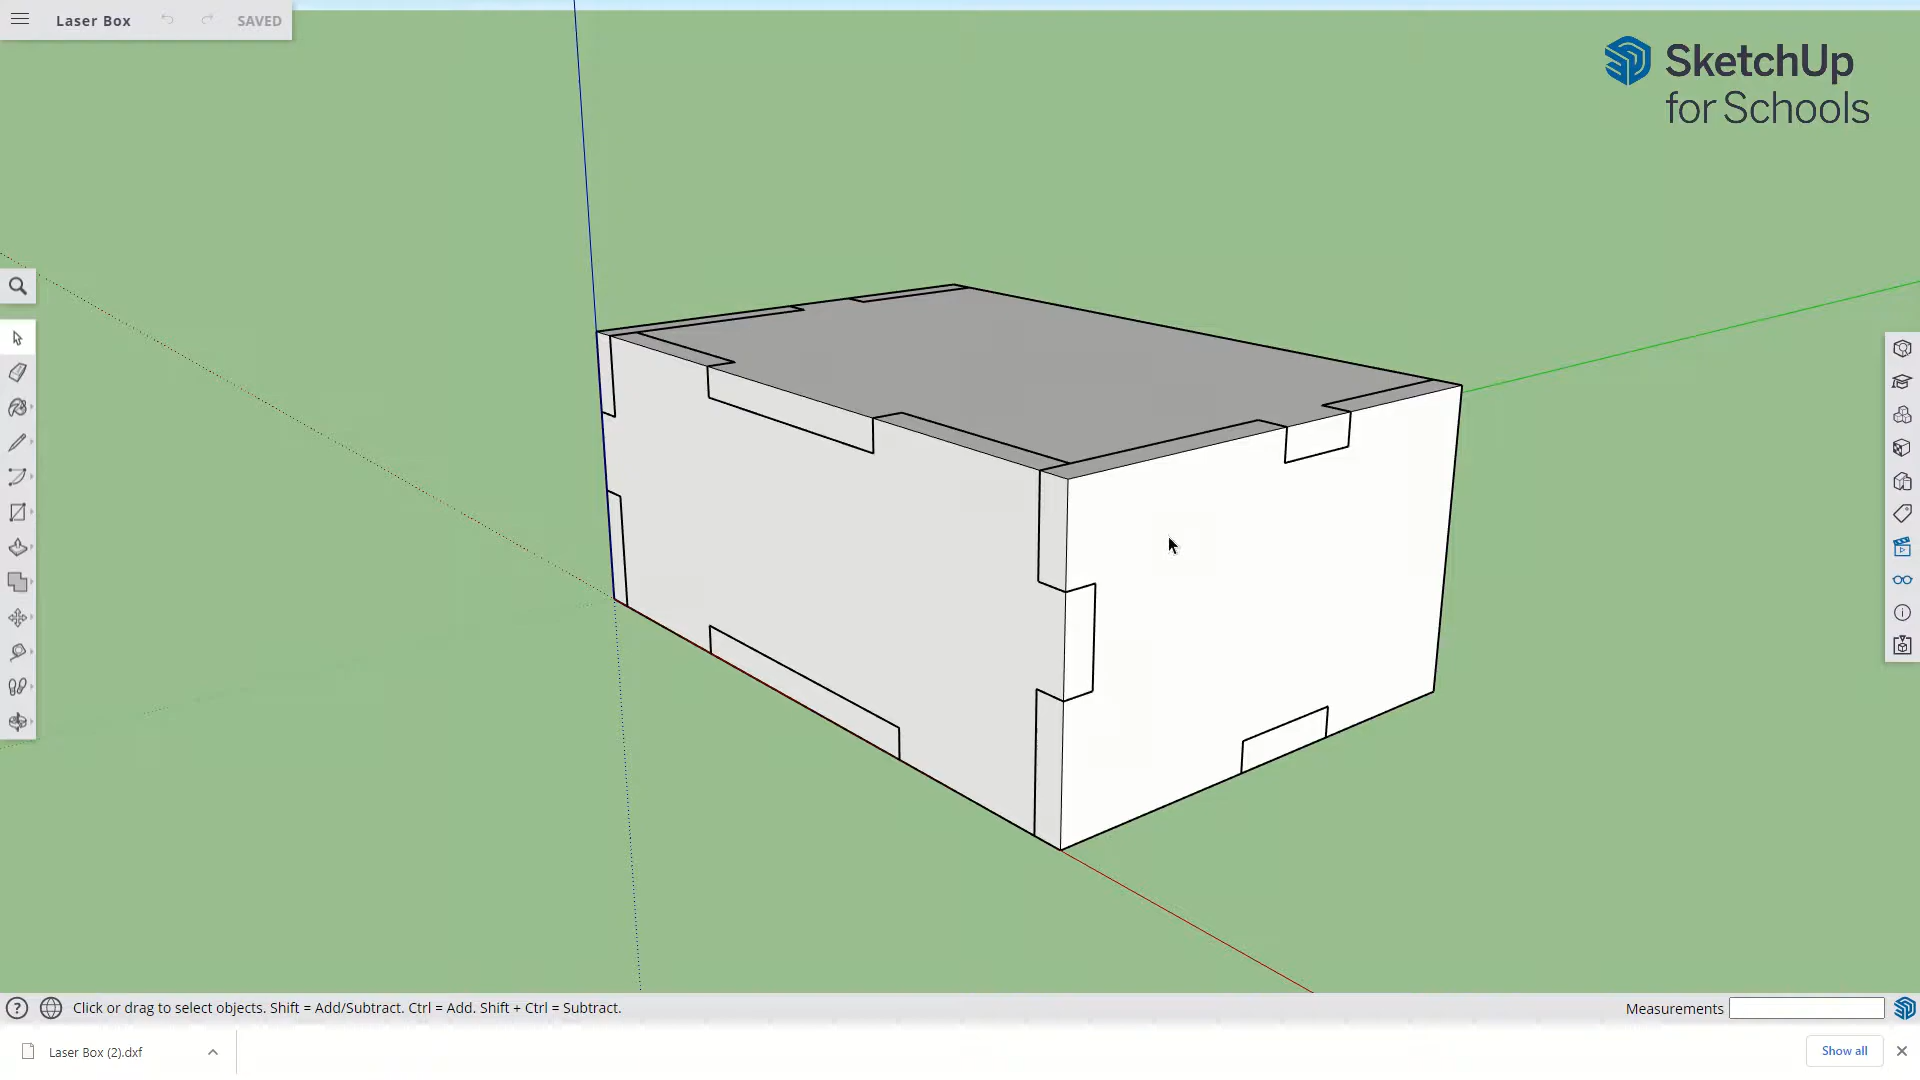 Laser Box SAVED
SketchUp
for Schools
Click or drag to select objects. Shift = Add/Subtract. Ctrl = Add. Shift + Ctrl = Subtract.
Measurements
Laser Box (2).dxf
Show all